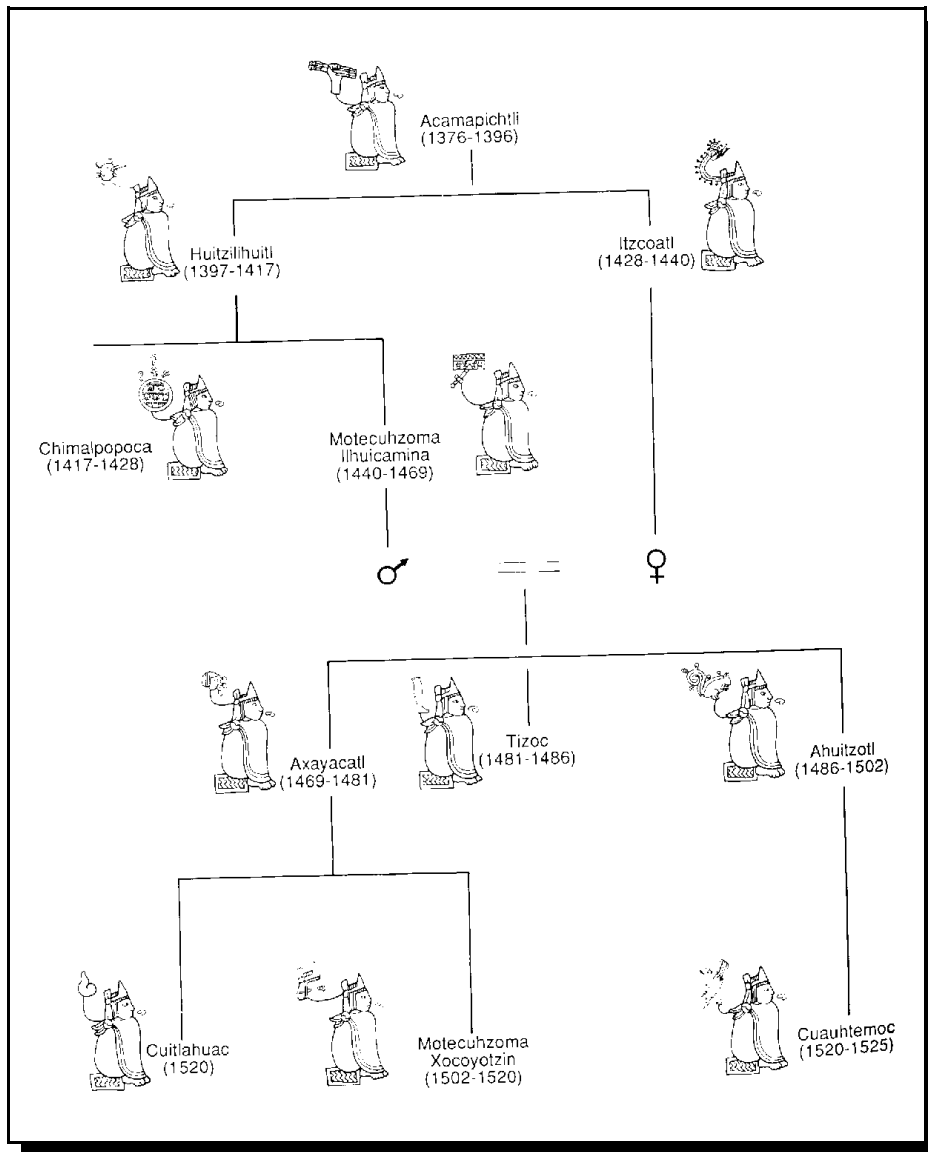 Acamapichtli
(1376-1396)
Huitzilihuitl
(1397-1417)
Itzcoatl
(1428-1440)
Chimalpopoca
(1417-1428)
Motecuhzoma
Ilhuicamina
(1440-1469)
Axayacatl
(1469-1481)
Tizoc
(1481-1486)
Ahuitzotl
(1486-1502)
Cuitlahuac
(1520)
Motecuhzoma
Xocoyotzin
(1502-1520)
Cuauhtemoc
(1520-1525)